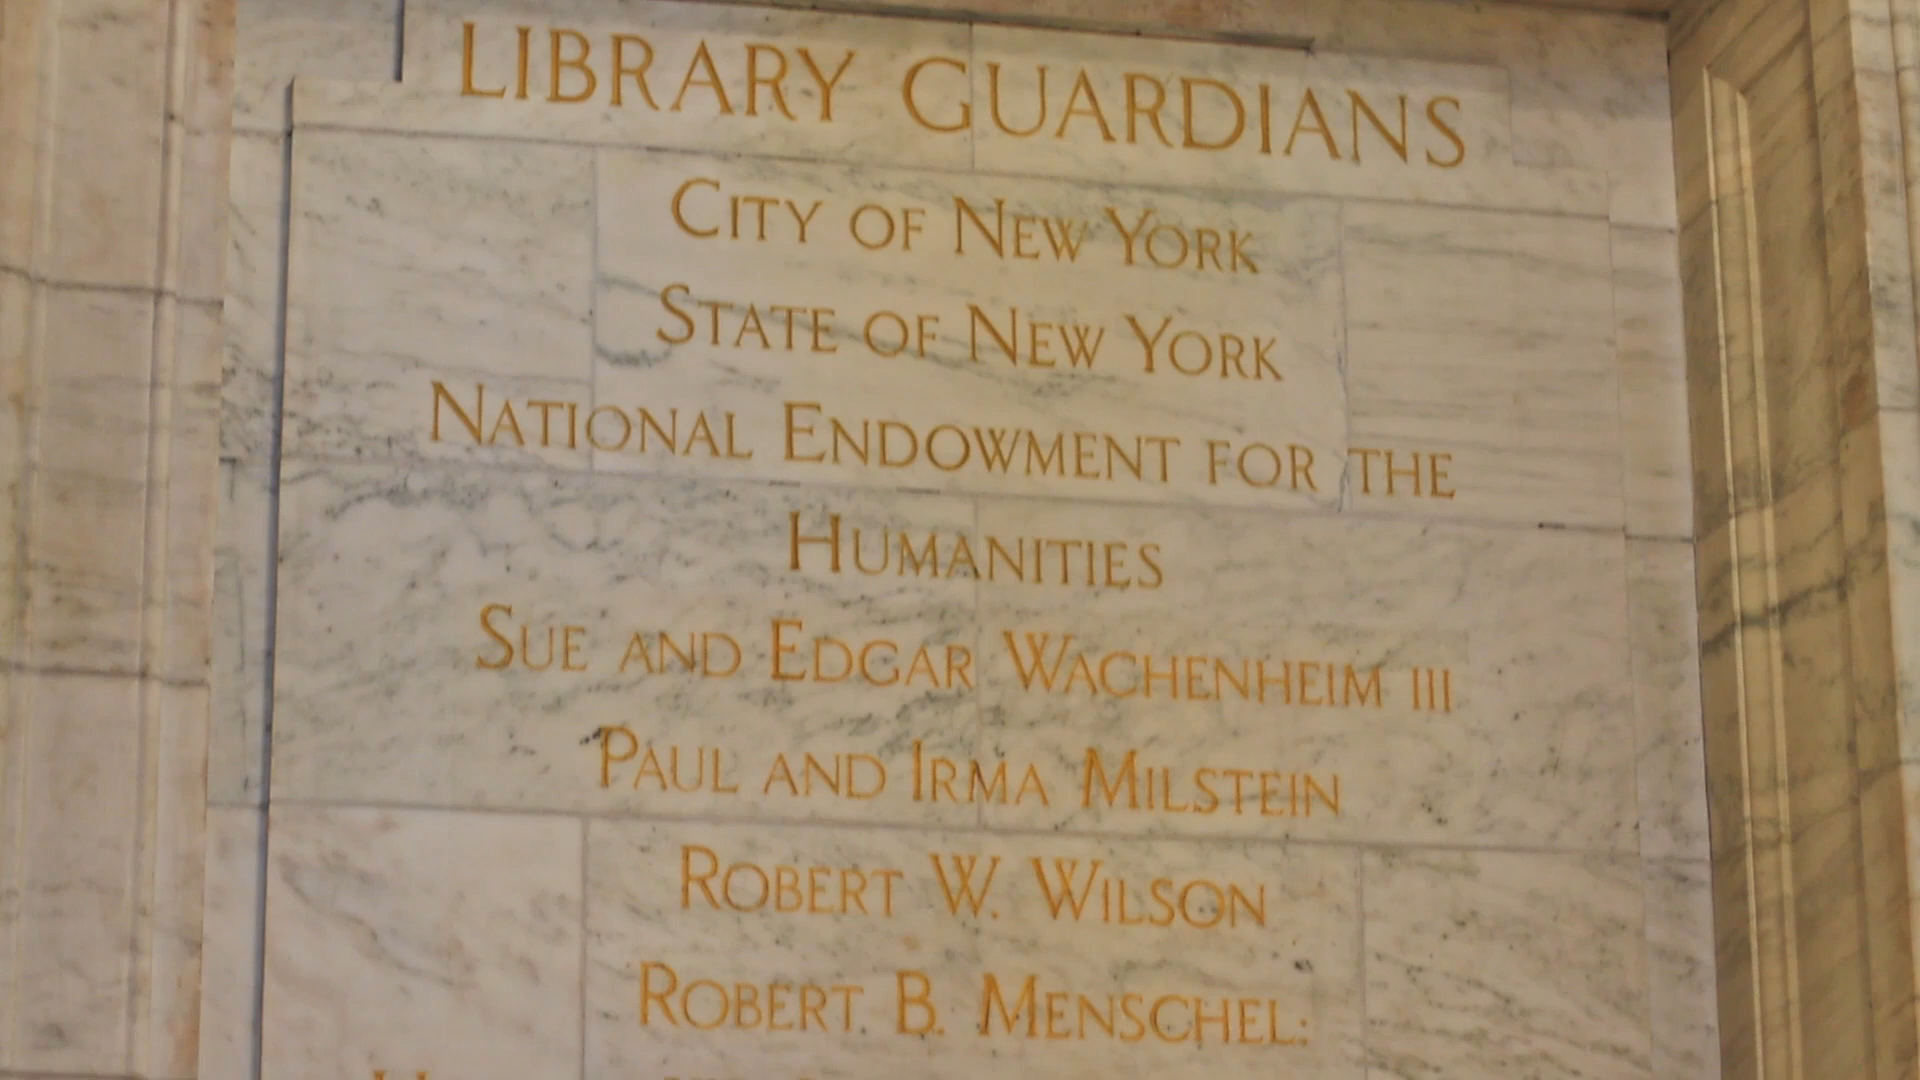 LIBRARY GUARDIANS
CITY OF NEW YORK
STATE OF NEW YORK
NATIONAL ENDOWMENT FOR THE
HUMANITIES
SUE AND EDGAR WACHENHEIM III
PAUL AND IRMA MILSTEIN
ROBERT W. WILSON
ROBERT B. MENSCHEL: